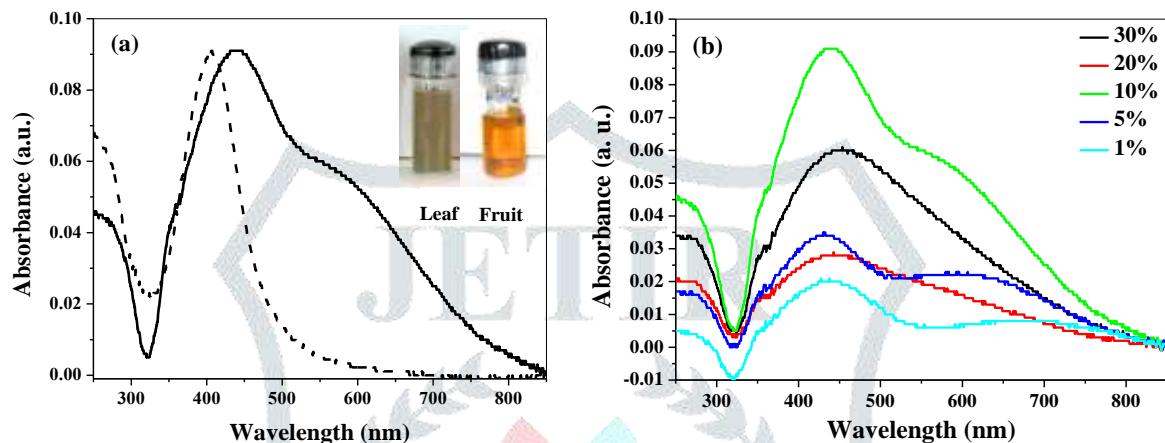 (a)
Absorbance (a.u.)
0.10
0.08
0.06
0.04
0.02
0.00
300 400 500 600 700 800
Wavelength (nm)
Leaf Fruit
(b)
Absorbance (a. u.)
0.10
0.09
0.08
0.07
0.06
0.05
0.04
0.03
0.02
0.01
0.00
-0.01
300 400 500 600 700 800
Wavelength (nm)
30%
20%
10%
5%
1%
JETIR